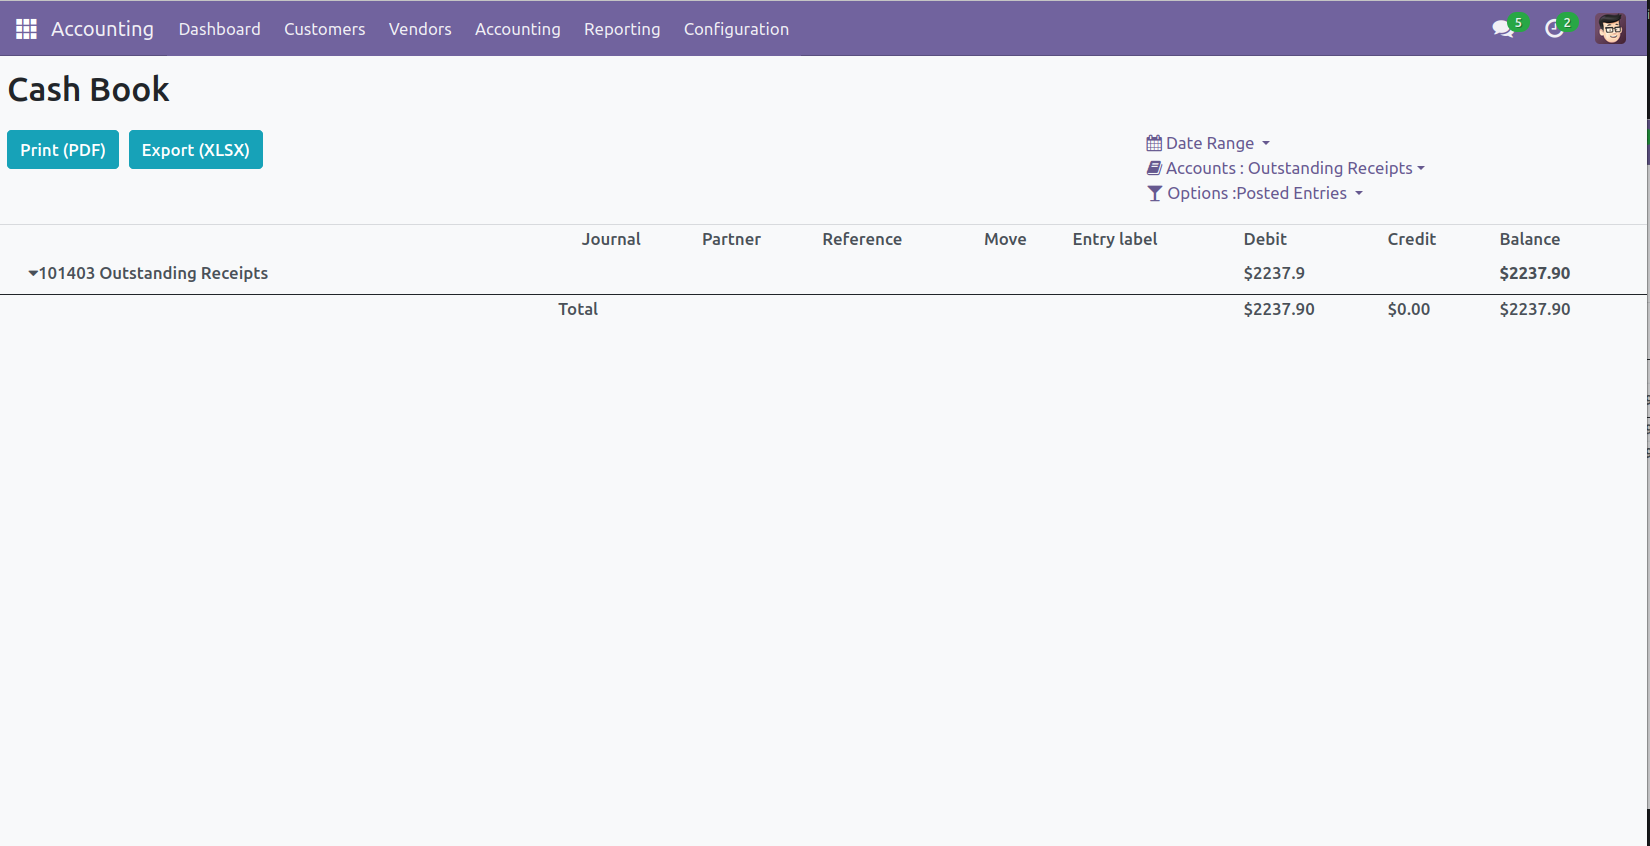 Accounting Dashboard Customers Vendors Accounting Reporting Configuration 5 2
Cash Book
Print (PDF) Export (XLSX)
Date Range
Accounts : Outstanding Receipts
Options :Posted Entries
Journal Partner Reference Move Entry label Debit Credit Balance
101403 Outstanding Receipts $2237.9 $2237.90
Total $2237.90 $0.00 $2237.90